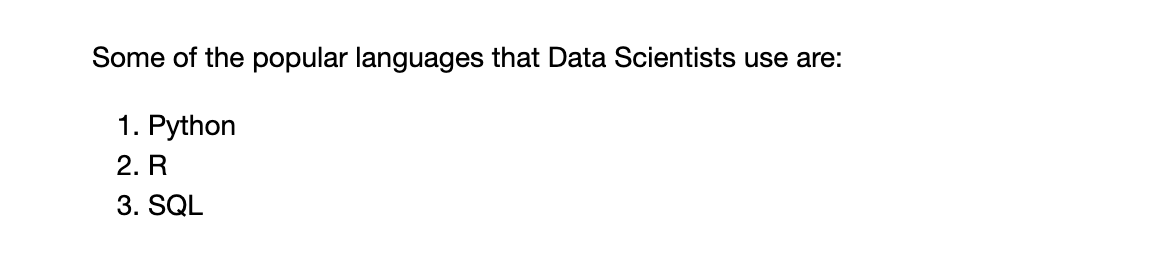 Some of the popular languages that Data Scientists use are:
1. Python
2. R
3. SQL